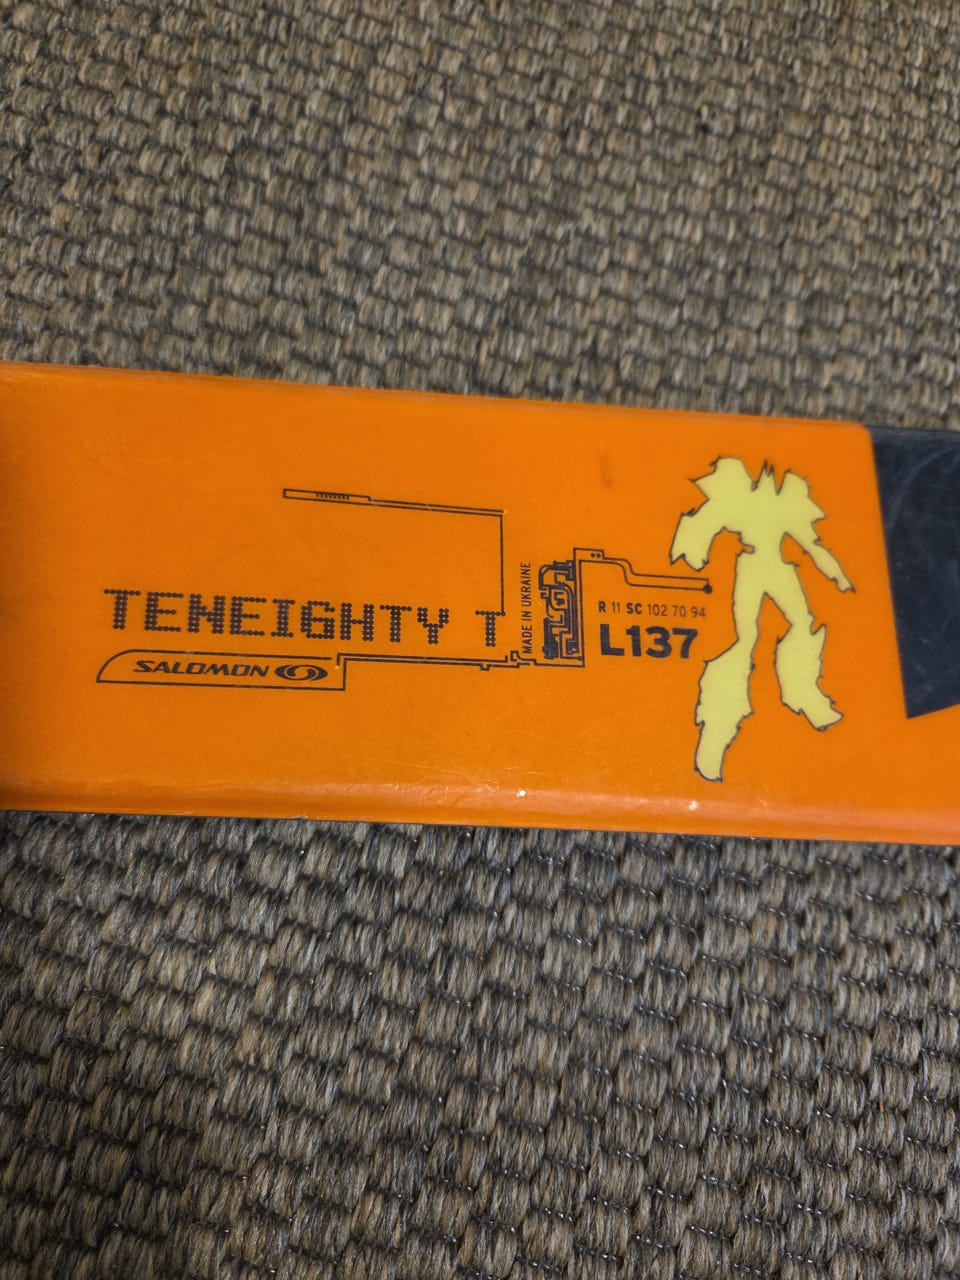 TENEIGHTY T
SALOMON
MADE IN UKRAINE
R 11 SC 102 70 94
L137